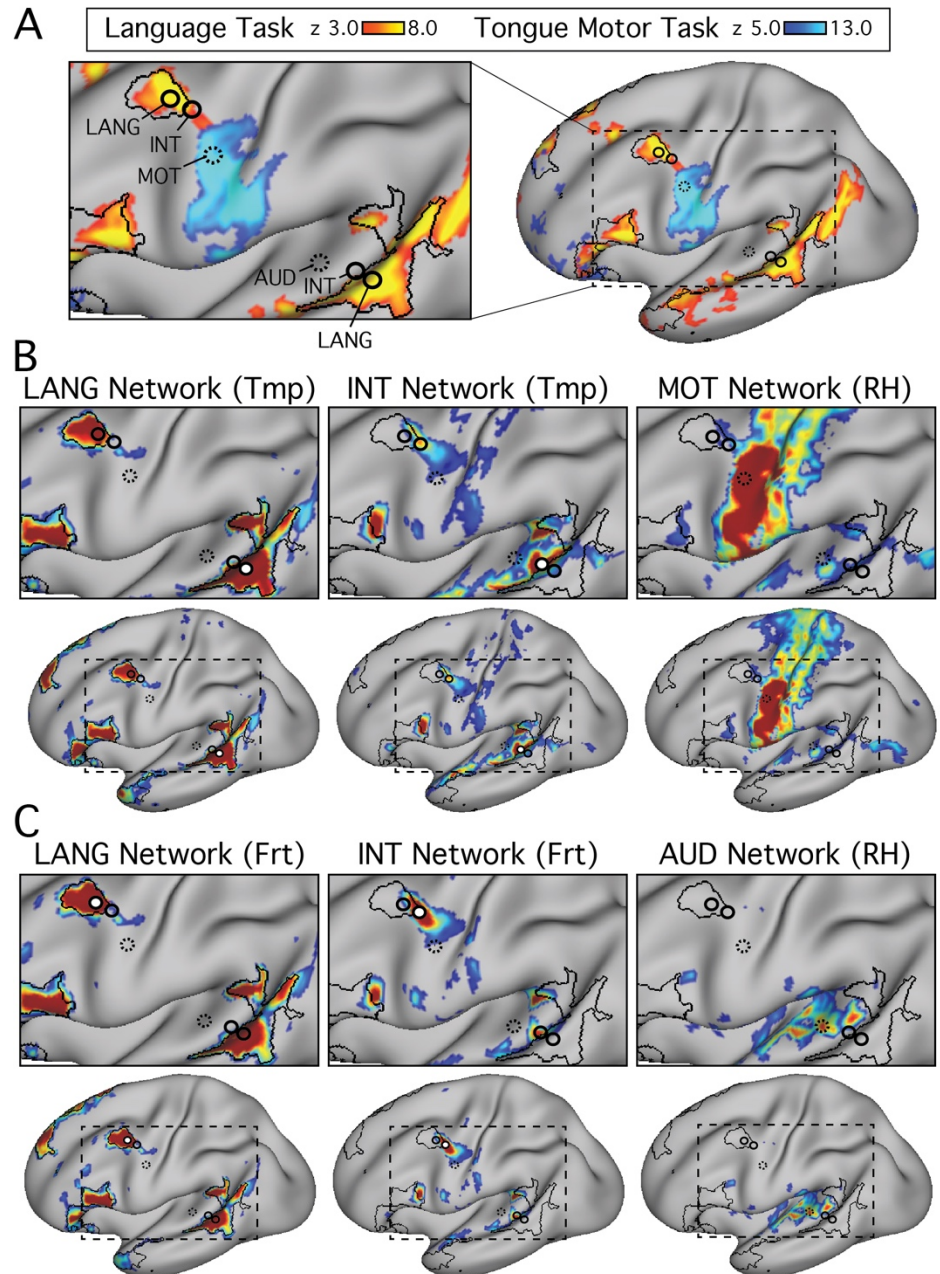 A
Language Task z 3.0 8.0 Tongue Motor Task z 5.0 13.0
LANG
INT
MOT
AUD
INT
LANG
B
LANG Network (Tmp) INT Network (Tmp) MOT Network (RH)
C
LANG Network (Frt) INT Network (Frt) AUD Network (RH)